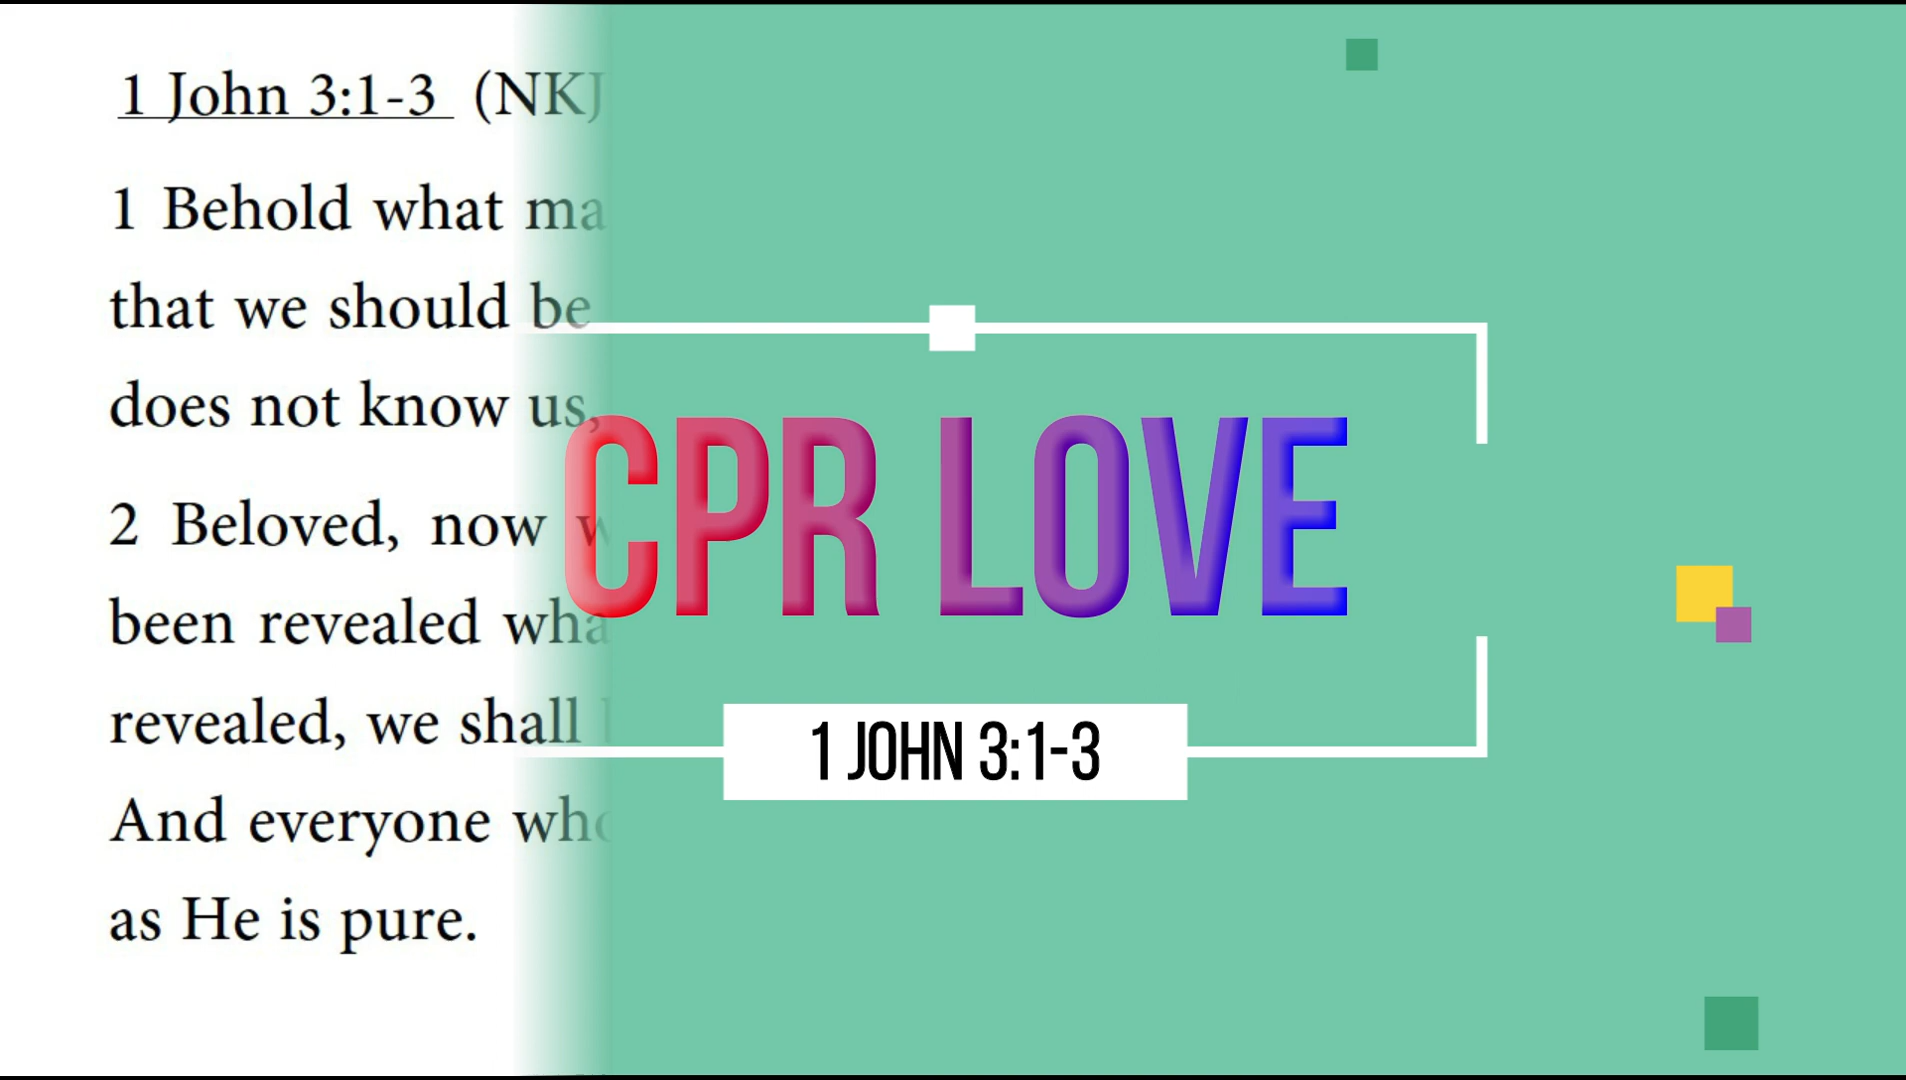 1 John 3:1-3 (NKJ
1 Behold what ma
that we should be
does not know us,
2 Beloved, now w
been revealed wha
revealed, we shall
And everyone who
as He is pure.
CPR LOVE
1 JOHN 3:1-3